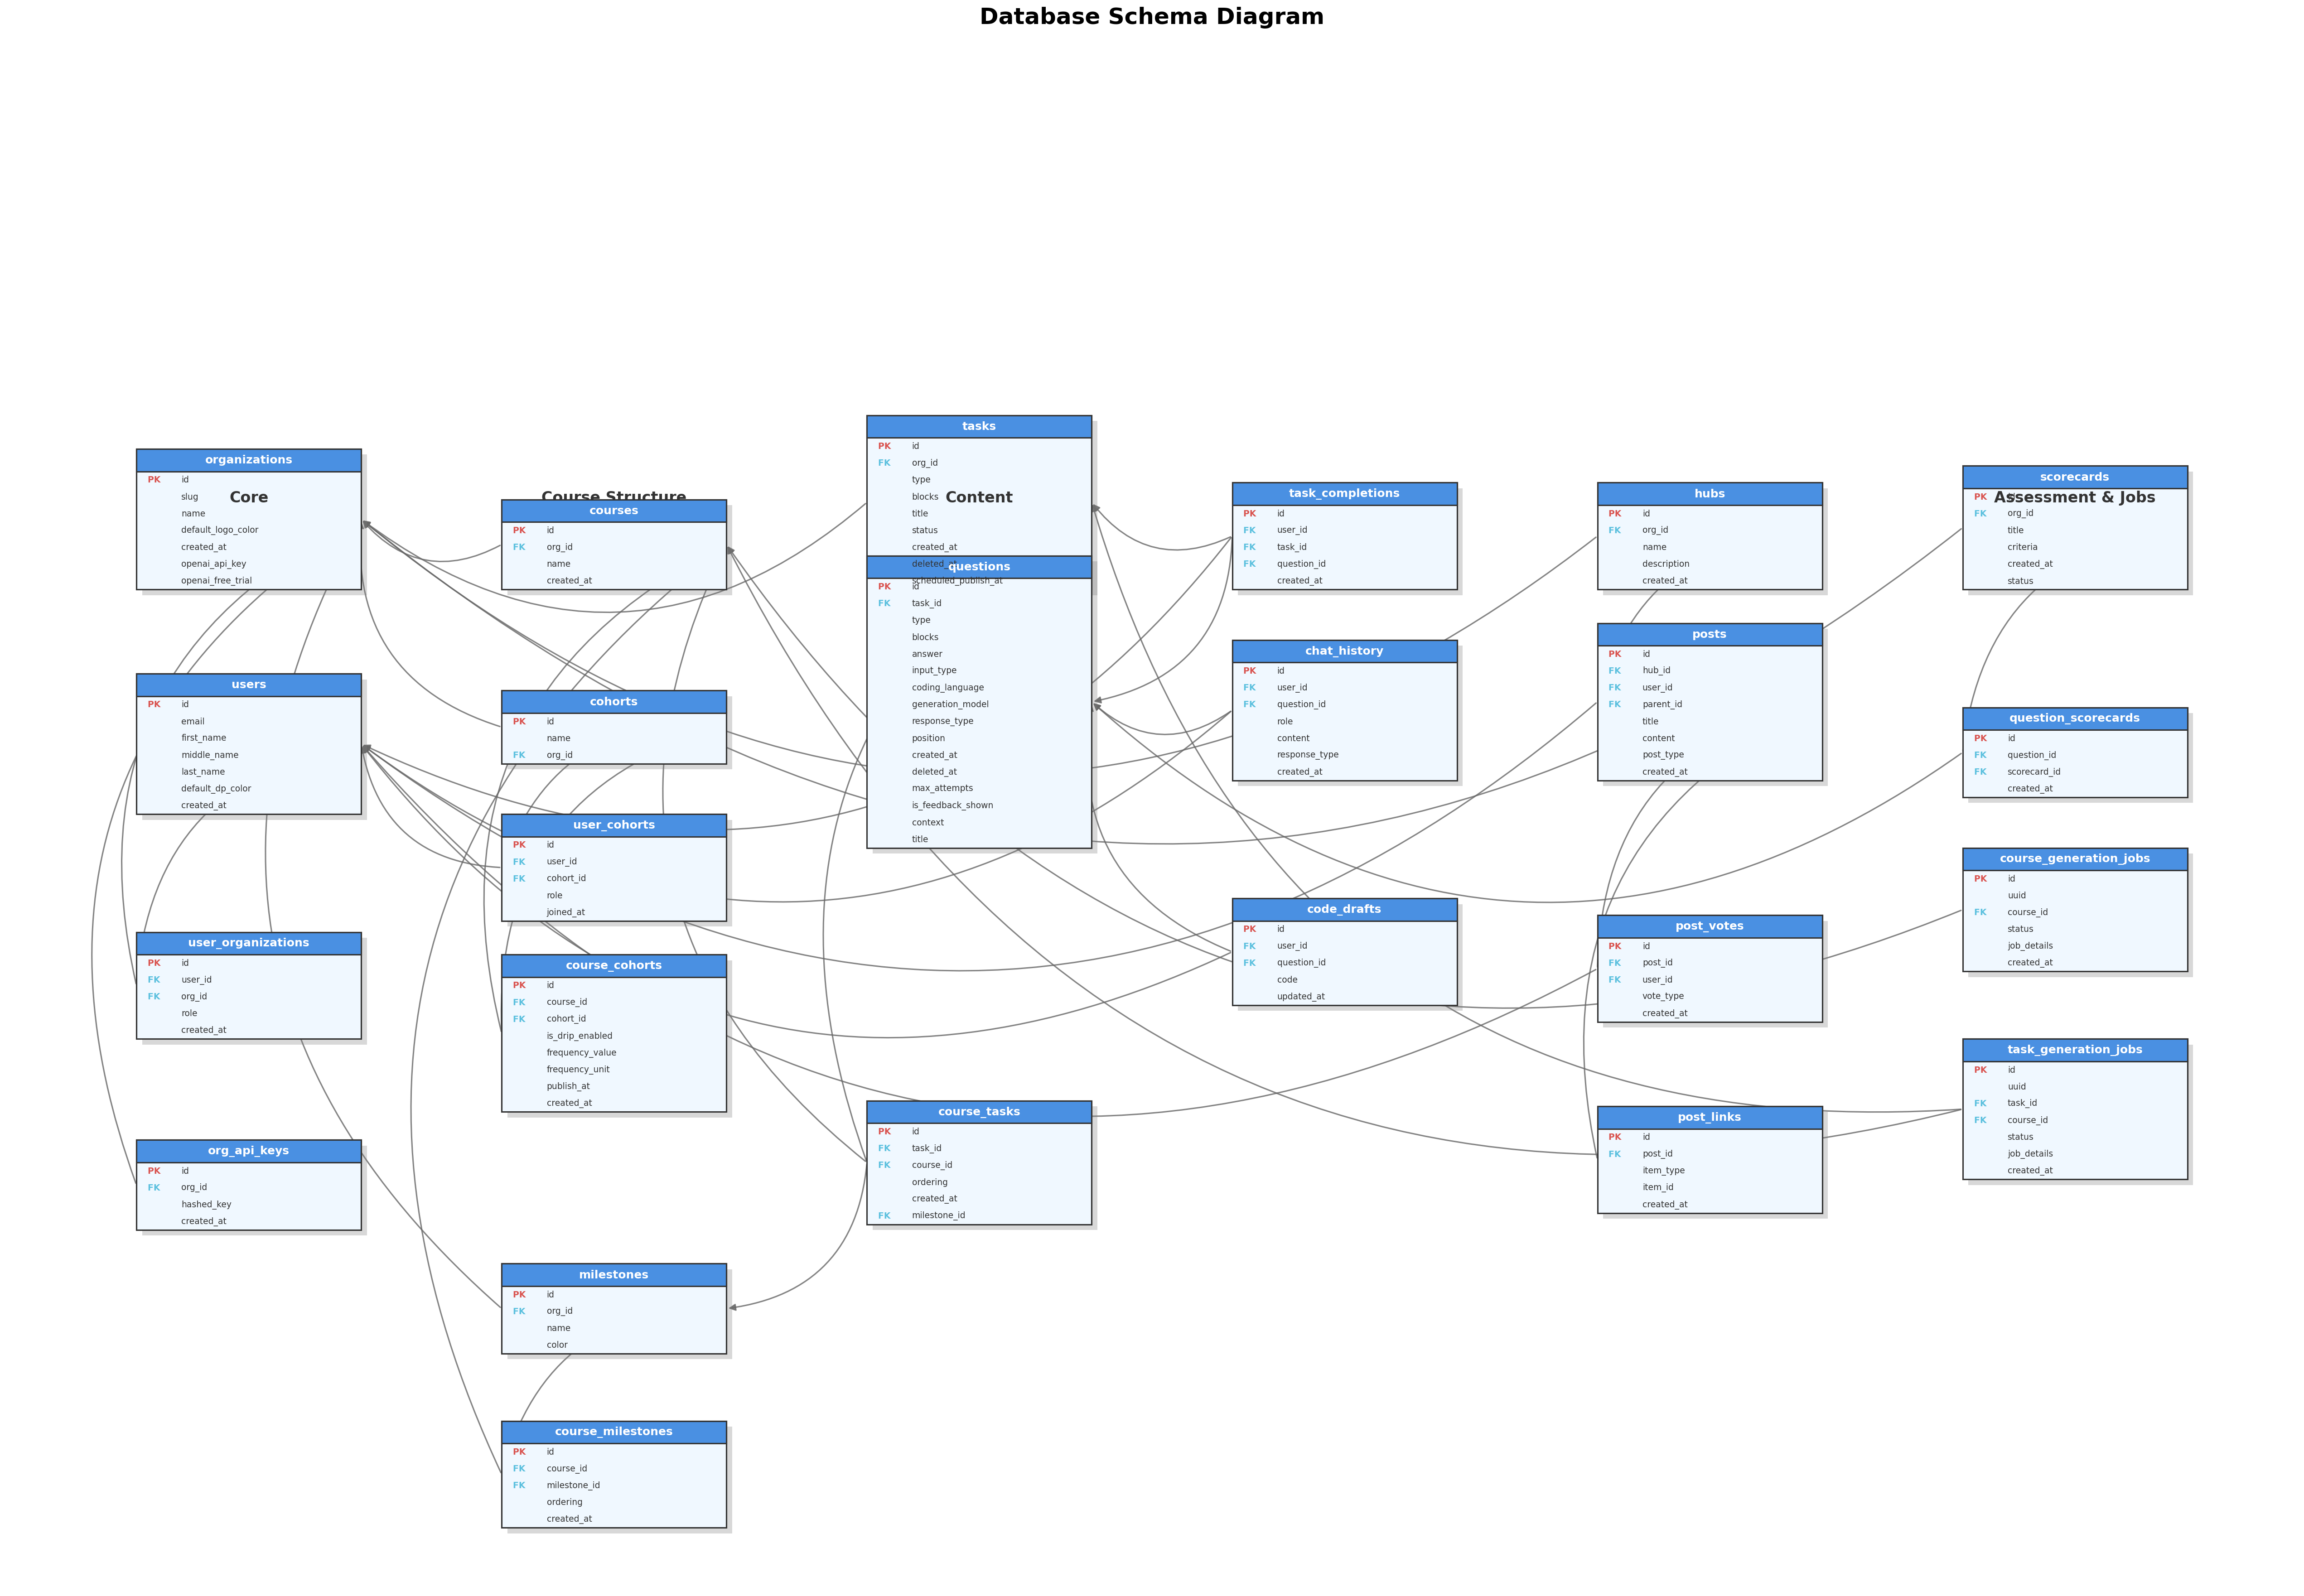 Database Schema Diagram
organizations
PK id
slug
Core
name
default_logo_color
created_at
openai_api_key
openai_free_trial
users
PK id
email
first_name
middle_name
last_name
default_dp_color
created_at
user_organizations
PK id
FK user_id
FK org_id
role
created_at
org_api_keys
PK id
FK org_id
hashed_key
created_at
Course Structure
courses
PK id
FK org_id
name
created_at
cohorts
PK id
name
FK org_id
user_cohorts
PK id
FK user_id
FK cohort_id
role
joined_at
course_cohorts
PK id
FK course_id
FK cohort_id
is_drip_enabled
frequency_value
frequency_unit
publish_at
created_at
milestones
PK id
FK org_id
name
color
course_milestones
PK id
FK course_id
FK milestone_id
ordering
created_at
tasks
PK id
FK org_id
type
blocks
Content
title
status
created_at
deleted_at
scheduled_publish_at
questions
PK id
FK task_id
type
blocks
answer
input_type
coding_language
generation_model
response_type
position
created_at
deleted_at
max_attempts
is_feedback_shown
context
title
course_tasks
PK id
FK task_id
FK course_id
ordering
created_at
FK milestone_id
task_completions
PK id
FK user_id
FK task_id
FK question_id
created_at
chat_history
PK id
FK user_id
FK question_id
role
content
response_type
created_at
code_drafts
PK id
FK user_id
FK question_id
code
updated_at
hubs
PK id
FK org_id
name
description
created_at
posts
PK id
FK hub_id
FK user_id
FK parent_id
title
content
post_type
created_at
post_votes
PK id
FK post_id
FK user_id
vote_type
created_at
post_links
PK id
FK post_id
item_type
item_id
created_at
scorecards
PK id
Assessment & Jobs
FK org_id
title
criteria
created_at
status
question_scorecards
PK id
FK question_id
FK scorecard_id
created_at
course_generation_jobs
PK id
uuid
FK course_id
status
job_details
created_at
task_generation_jobs
PK id
uuid
FK task_id
FK course_id
status
job_details
created_at